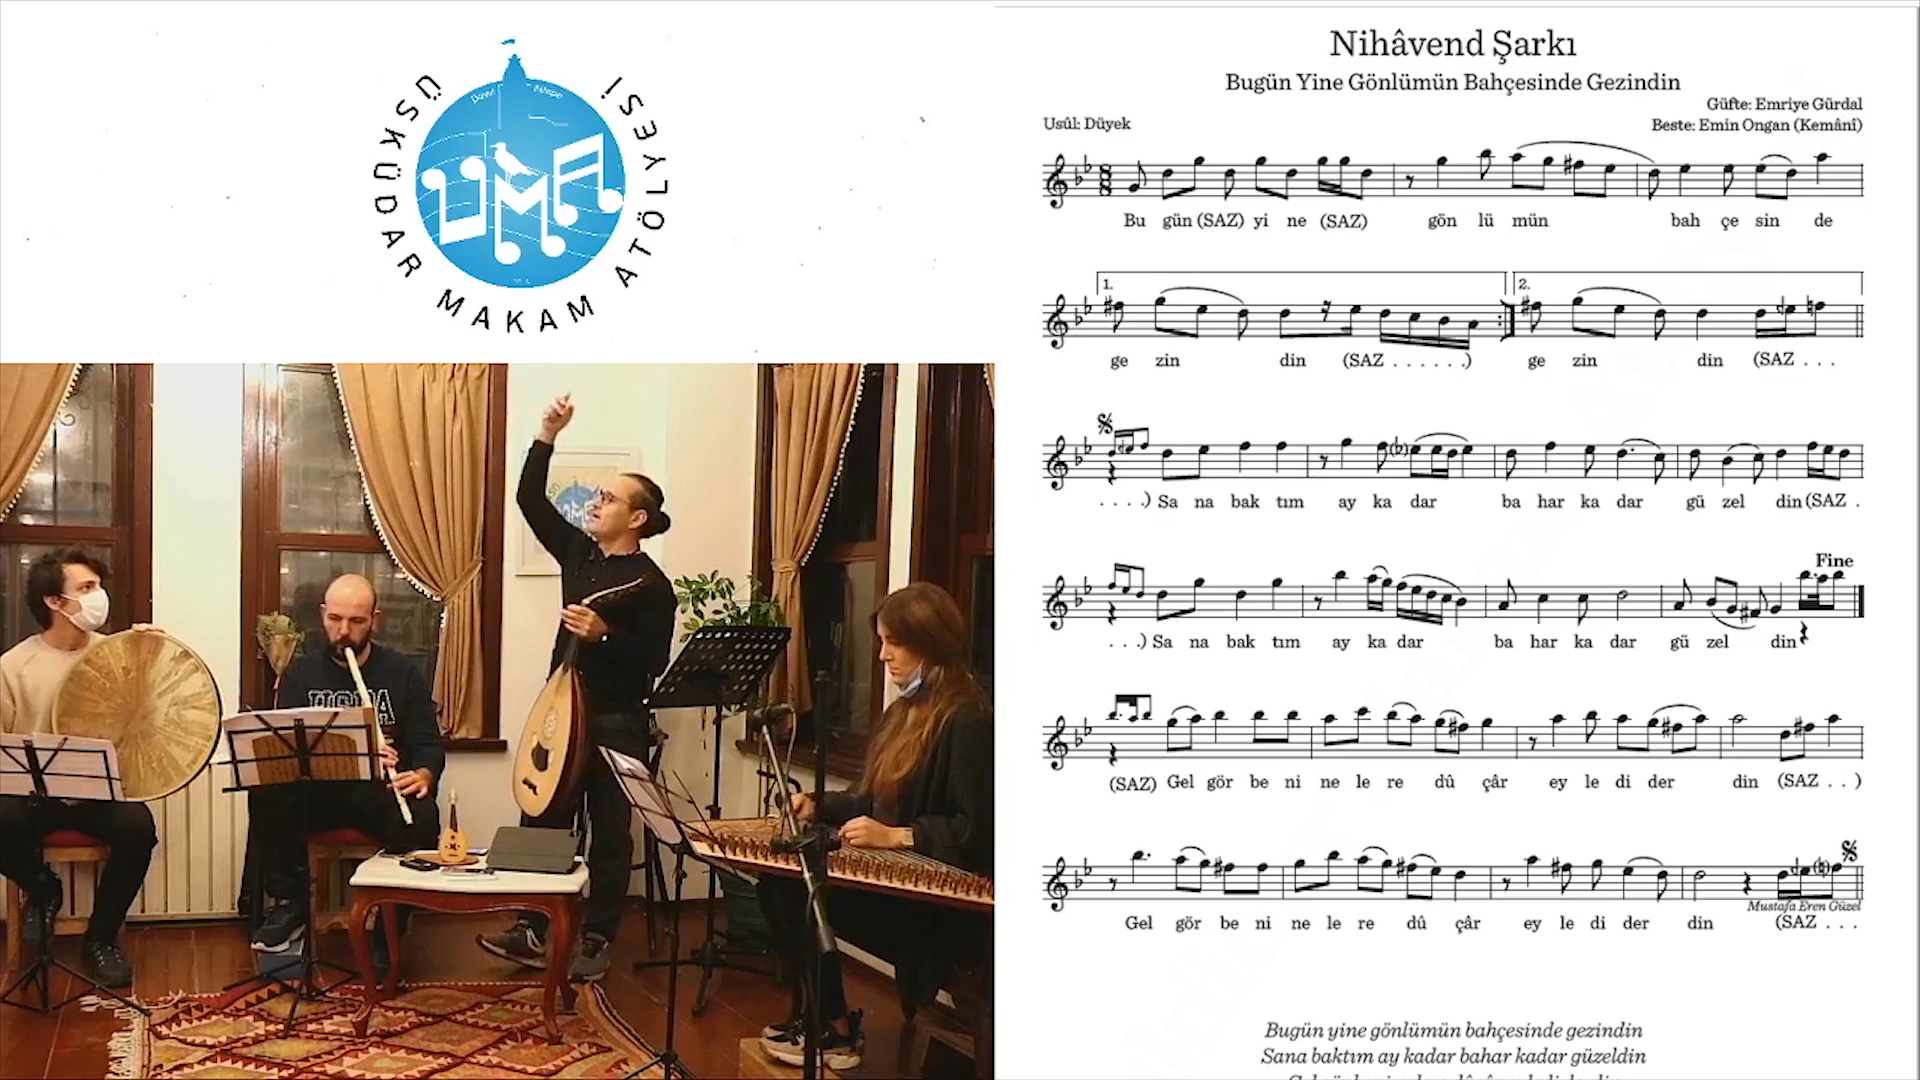 ÜSKÜDAR MAKAM ATÖLYESİ
UMA
Nihâvend Şarkı
Bugün Yine Gönlümün Bahçesinde Gezindin
Güfte: Emriye Gürdal
Usûl: Düyek
Beste: Emin Ongan (Kemânî)
Bu gün (SAZ) yi ne (SAZ) gön lü mün bah çe sin de
1. 2.
ge zin din (SAZ . . . . . .) ge zin din (SAZ . . .
. . . .) Sa na bak tım ay ka dar ba har ka dar gü zel din (SAZ .
Fine
. . .) Sa na bak tım ay ka dar ba har ka dar gü zel din
(SAZ) Gel gör be ni ne le re dû çâr ey le di der din (SAZ . . )
Mustafa Eren Güzel
Gel gör be ni ne le re dû çâr ey le di der din (SAZ . . .
Bugün yine gönlümün bahçesinde gezindin
Sana baktım ay kadar bahar kadar güzeldin